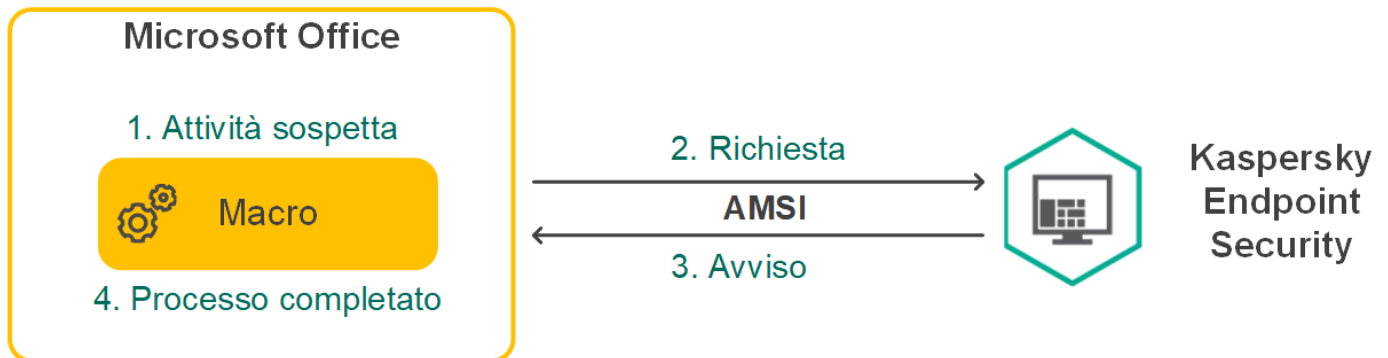 Microsoft Office
1. Attività sospetta
Macro
4. Processo completato
2. Richiesta
AMSI
3. Avviso
Kaspersky
Endpoint
Security